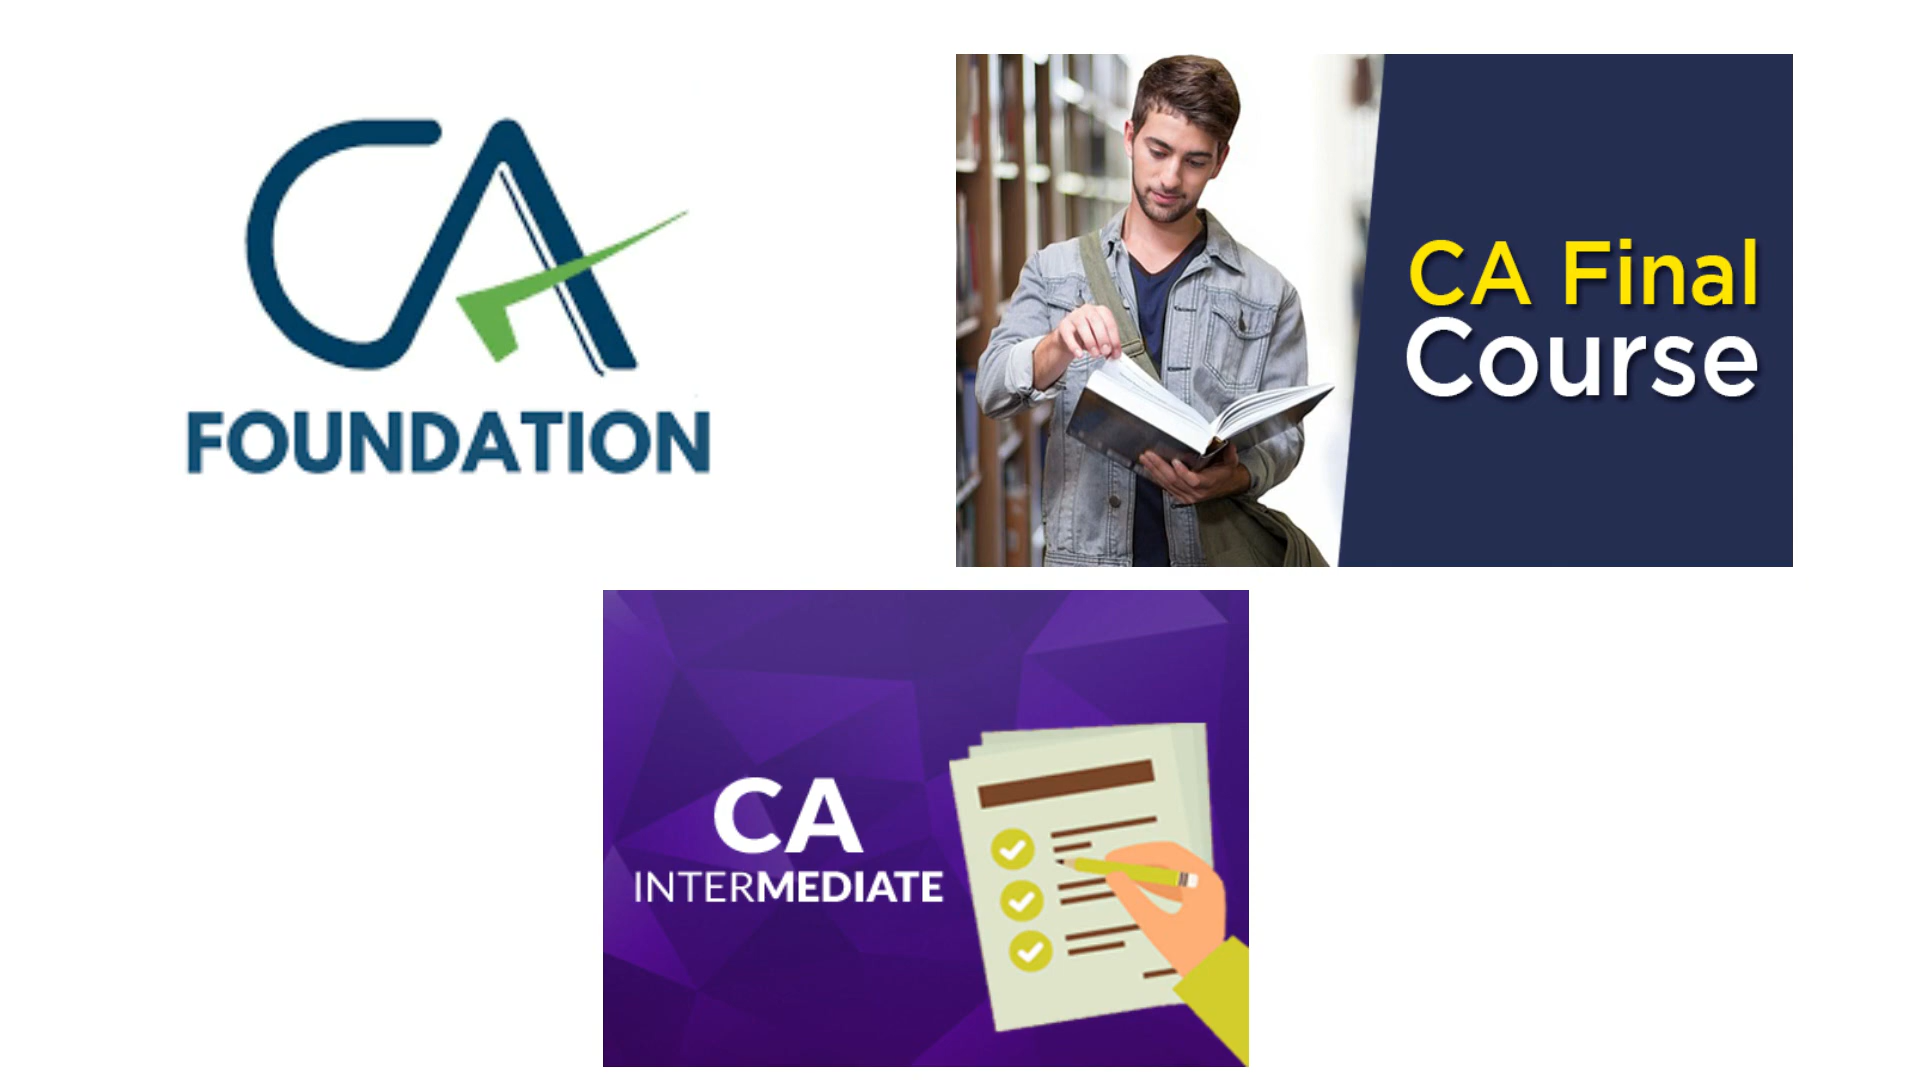 CA
FOUNDATION
CA Final
Course
CA
INTERMEDIATE